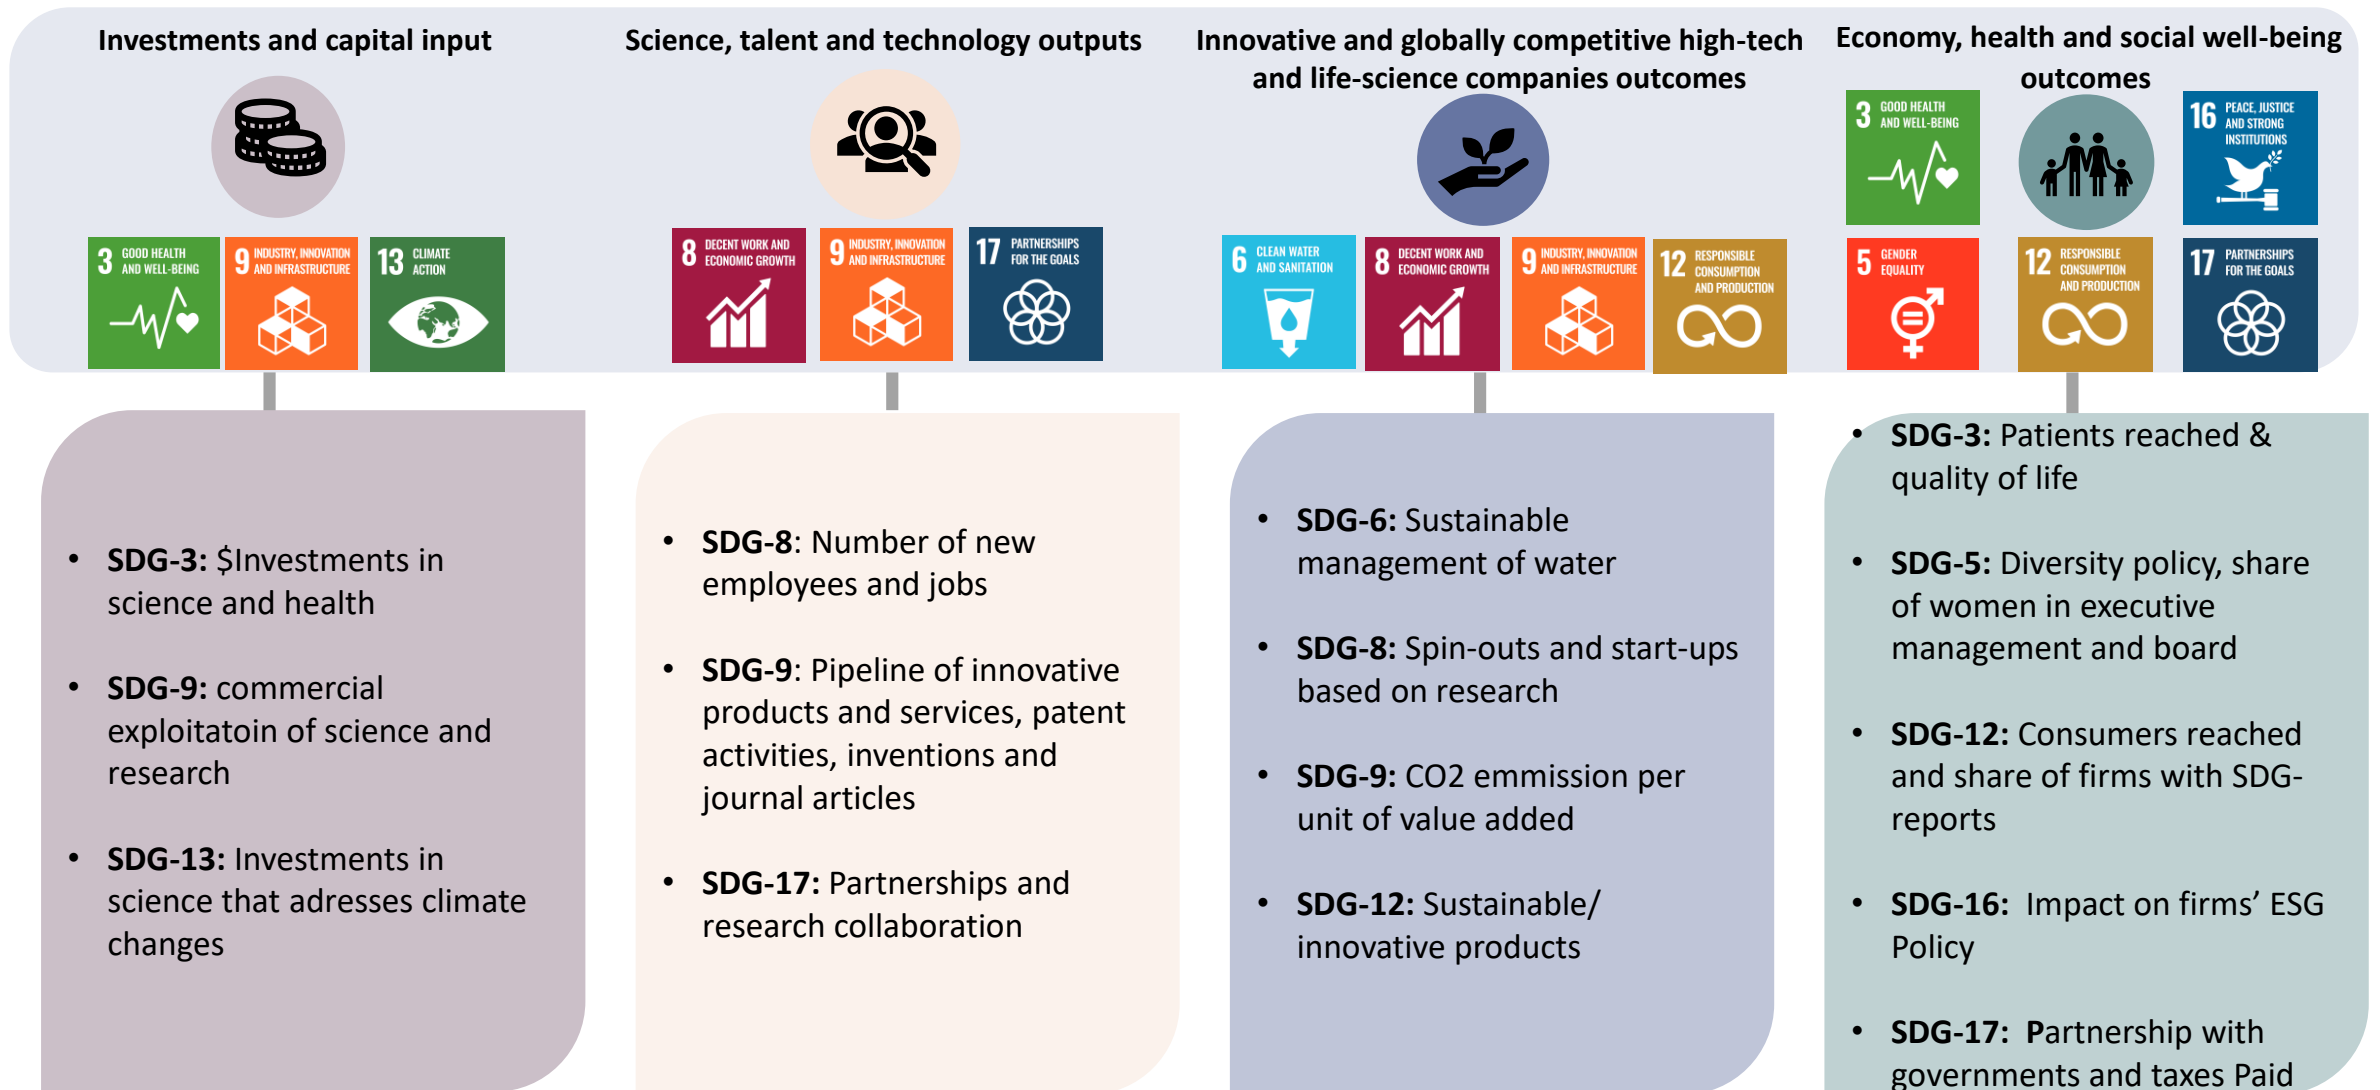 Investments and capital input
3 GOOD HEALTH
AND WELL-BEING
9 INDUSTRY, INNOVATION
AND INFRASTRUCTURE
13 CLIMATE
ACTION
• SDG-3: $Investments in
science and health
• SDG-9: commercial
exploitatoin of science and
research
• SDG-13: Investments in
science that adresses climate
changes
Science, talent and technology outputs
8 DECENT WORK AND
ECONOMIC GROWTH
9 INDUSTRY, INNOVATION
AND INFRASTRUCTURE
17 PARTNERSHIPS
FOR THE GOALS
• SDG-8: Number of new
employees and jobs
• SDG-9: Pipeline of innovative
products and services, patent
activities, inventions and
journal articles
• SDG-17: Partnerships and
research collaboration
Innovative and globally competitive high-tech
and life-science companies outcomes
6 CLEAN WATER
AND SANITATION
8 DECENT WORK AND
ECONOMIC GROWTH
9 INDUSTRY, INNOVATION
AND INFRASTRUCTURE
12 RESPONSIBLE
CONSUMPTION
AND PRODUCTION
• SDG-6: Sustainable
management of water
• SDG-8: Spin-outs and start-ups
based on research
• SDG-9: CO2 emmission per
unit of value added
• SDG-12: Sustainable/
innovative products
Economy, health and social well-being
outcomes
3 GOOD HEALTH
AND WELL-BEING
16 PEACE, JUSTICE
AND STRONG
INSTITUTIONS
5 GENDER
EQUALITY
12 RESPONSIBLE
CONSUMPTION
AND PRODUCTION
17 PARTNERSHIPS
FOR THE GOALS
• SDG-3: Patients reached &
quality of life
• SDG-5: Diversity policy, share
of women in executive
management and board
• SDG-12: Consumers reached
and share of firms with SDG-
reports
• SDG-16: Impact on firms’ ESG
Policy
• SDG-17: Partnership with
governments and taxes Paid